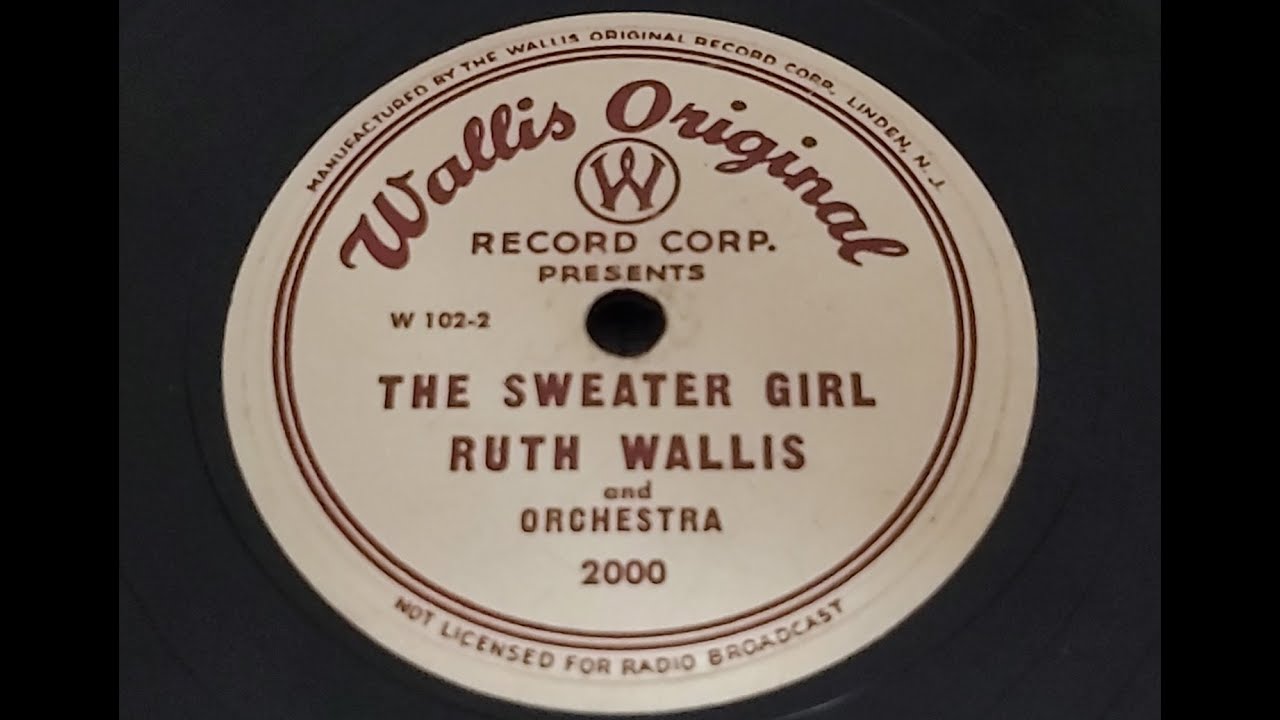 MANUFACTURED BY THE WALLIS ORIGINAL RECORD CORP. LINDEN, N. J.
Wallis Original
W
RECORD CORP.
PRESENTS
W 102-2
THE SWEATER GIRL
RUTH WALLIS
and
ORCHESTRA
2000
NOT LICENSED FOR RADIO BROADCAST